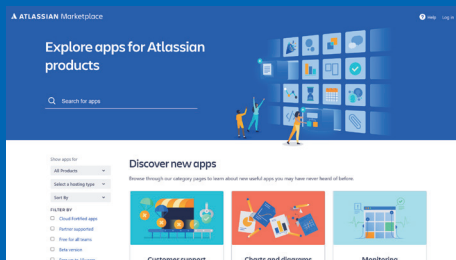 ATLASSIAN Marketplace
Help Log in
Explore apps for Atlassian
products
Search for apps
Show apps for
All Products
Select a hosting type
Sort By
FILTER BY
Cloud Fortified apps
Partner supported
Free for all teams
Beta version
Discover new apps
Browse through our category pages to learn about new useful apps you may have never heard of before.
Customer support
Charts and diagrams
Monitoring